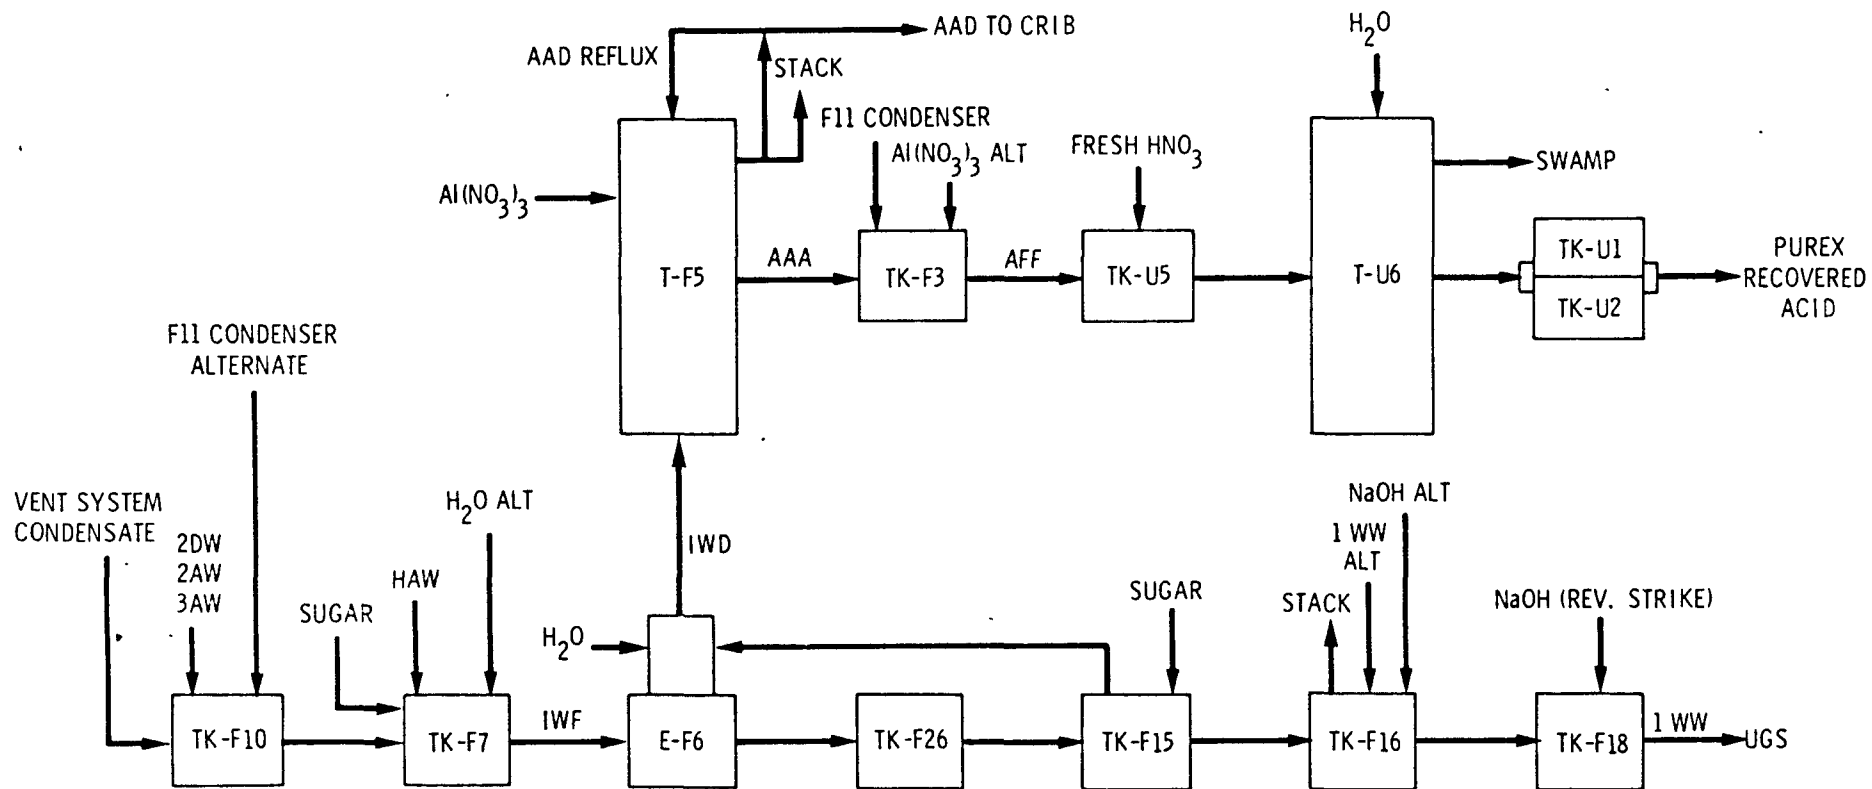 AAD TO CRIB
H₂O
AAD REFLUX
STACK
F11 CONDENSER
Al(NO₃)₃ ALT
FRESH HNO₃
SWAMP
Al(NO₃)₃
T-F5
AAA
TK-F3
AFF
TK-U5
T-U6
TK-U1
TK-U2
PUREX
RECOVERED
ACID
F11 CONDENSER
ALTERNATE
VENT SYSTEM
CONDENSATE
2DW
2AW
3AW
SUGAR
HAW
H₂O ALT
IWD
H₂O
SUGAR
STACK
1 WW
ALT
NaOH ALT
NaOH (REV. STRIKE)
TK-F10
TK-F7
IWF
E-F6
TK-F26
TK-F15
TK-F16
TK-F18
1 WW
UGS